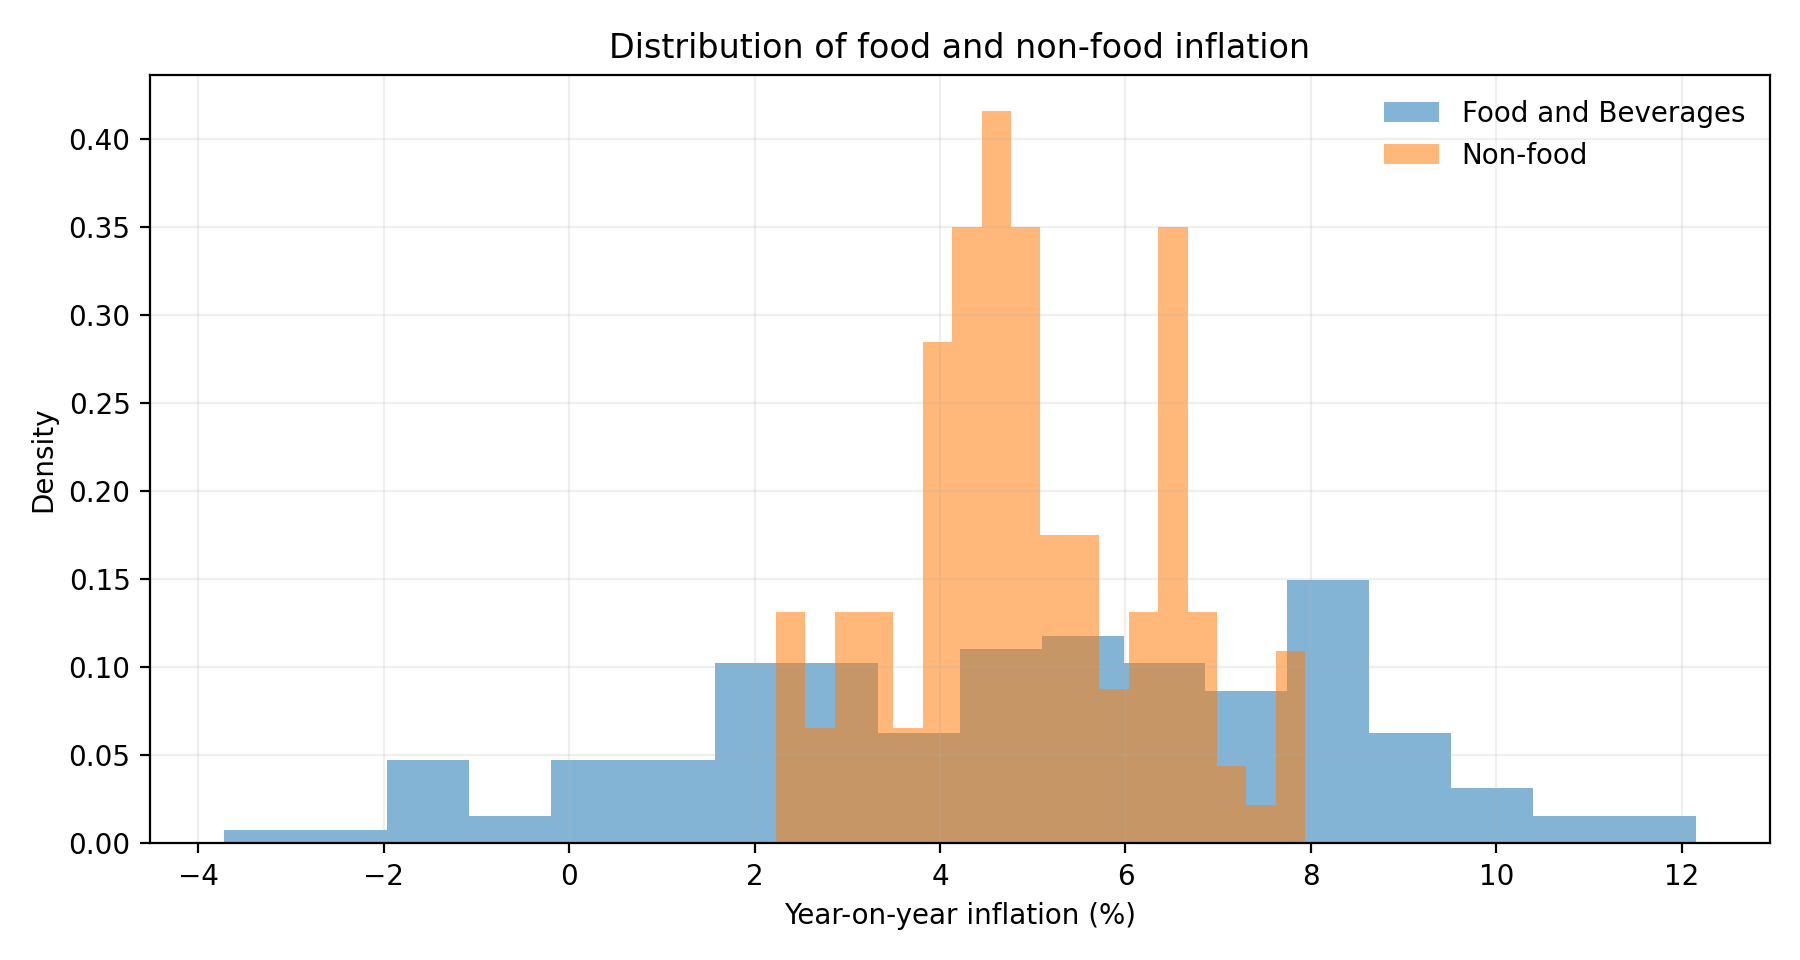 Distribution of food and non-food inflation
Food and Beverages
Non-food
0.40
0.35
0.30
0.25
0.20
0.15
0.10
0.05
0.00
Density
−4 −2 0 2 4 6 8 10 12
Year-on-year inflation (%)